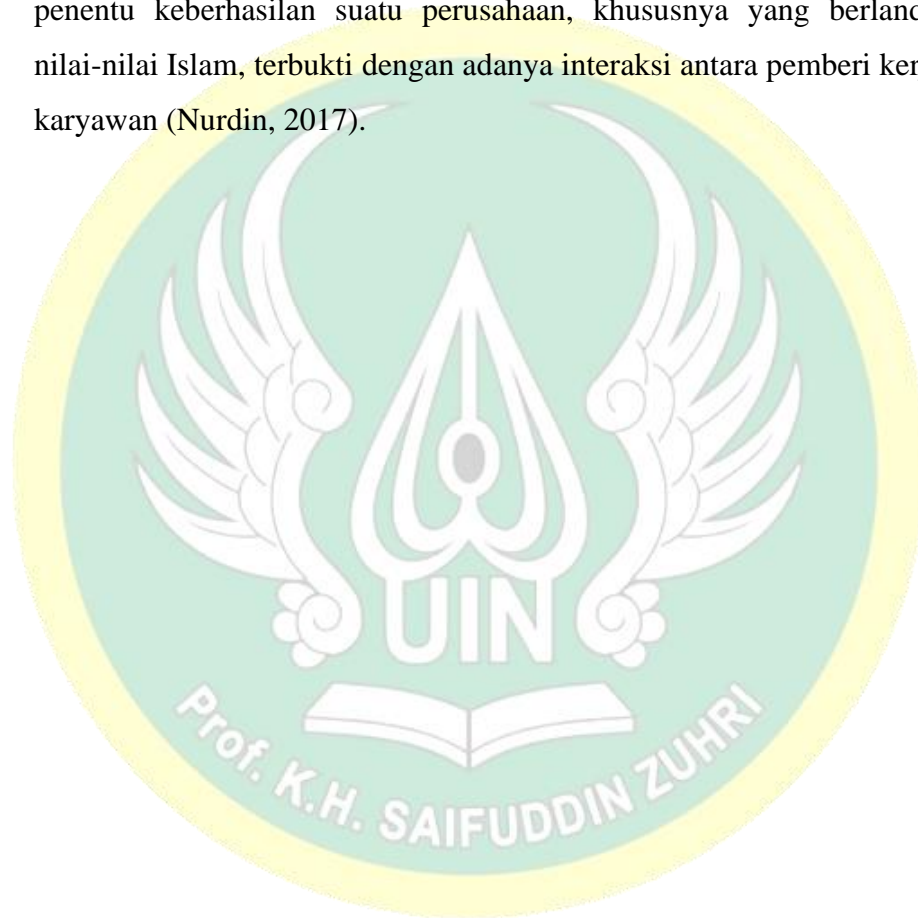 penentu keberhasilan suatu perusahaan, khususnya yang berland
nilai-nilai Islam, terbukti dengan adanya interaksi antara pemberi ker
karyawan (Nurdin, 2017).
UIN
Prof. K.H. SAIFUDDIN ZUHRI